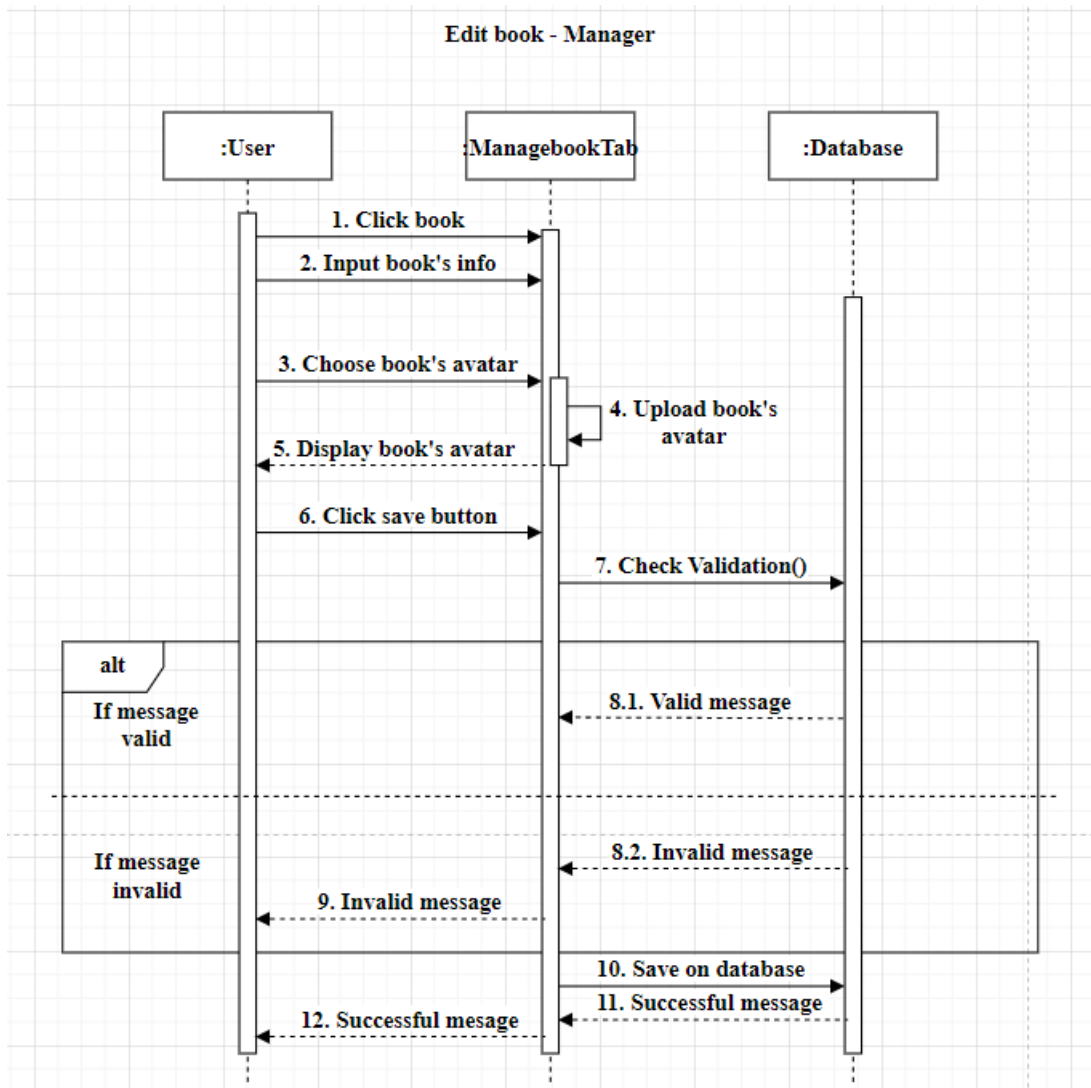 Edit book - Manager
:User
:ManagebookTab
:Database
1. Click book
2. Input book's info
3. Choose book's avatar
4. Upload book's
avatar
5. Display book's avatar
6. Click save button
7. Check Validation()
alt
If message
valid
8.1. Valid message
If message
invalid
8.2. Invalid message
9. Invalid message
10. Save on database
11. Successful message
12. Successful mesage